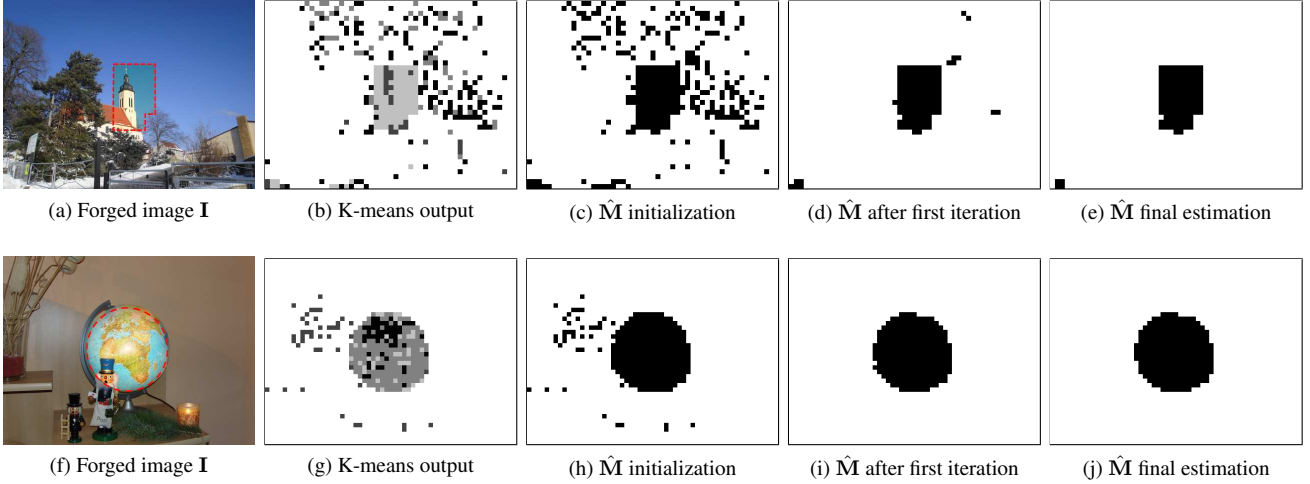 (a) Forged image I
(b) K-means output
(c) M̂ initialization
(d) M̂ after first iteration
(e) M̂ final estimation
(f) Forged image I
(g) K-means output
(h) M̂ initialization
(i) M̂ after first iteration
(j) M̂ final estimation